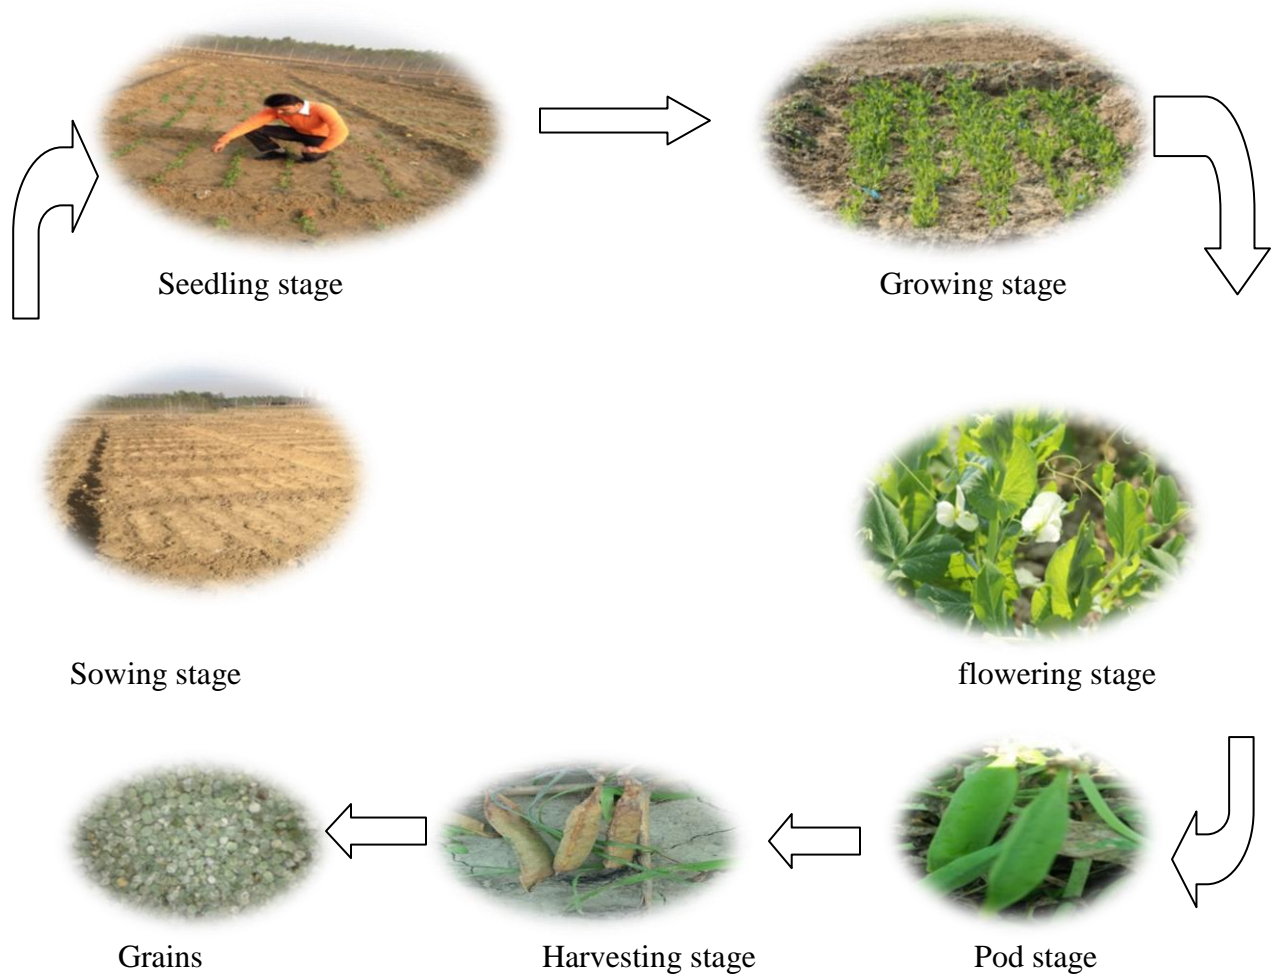 Seedling stage
Growing stage
Sowing stage
flowering stage
Grains
Harvesting stage
Pod stage